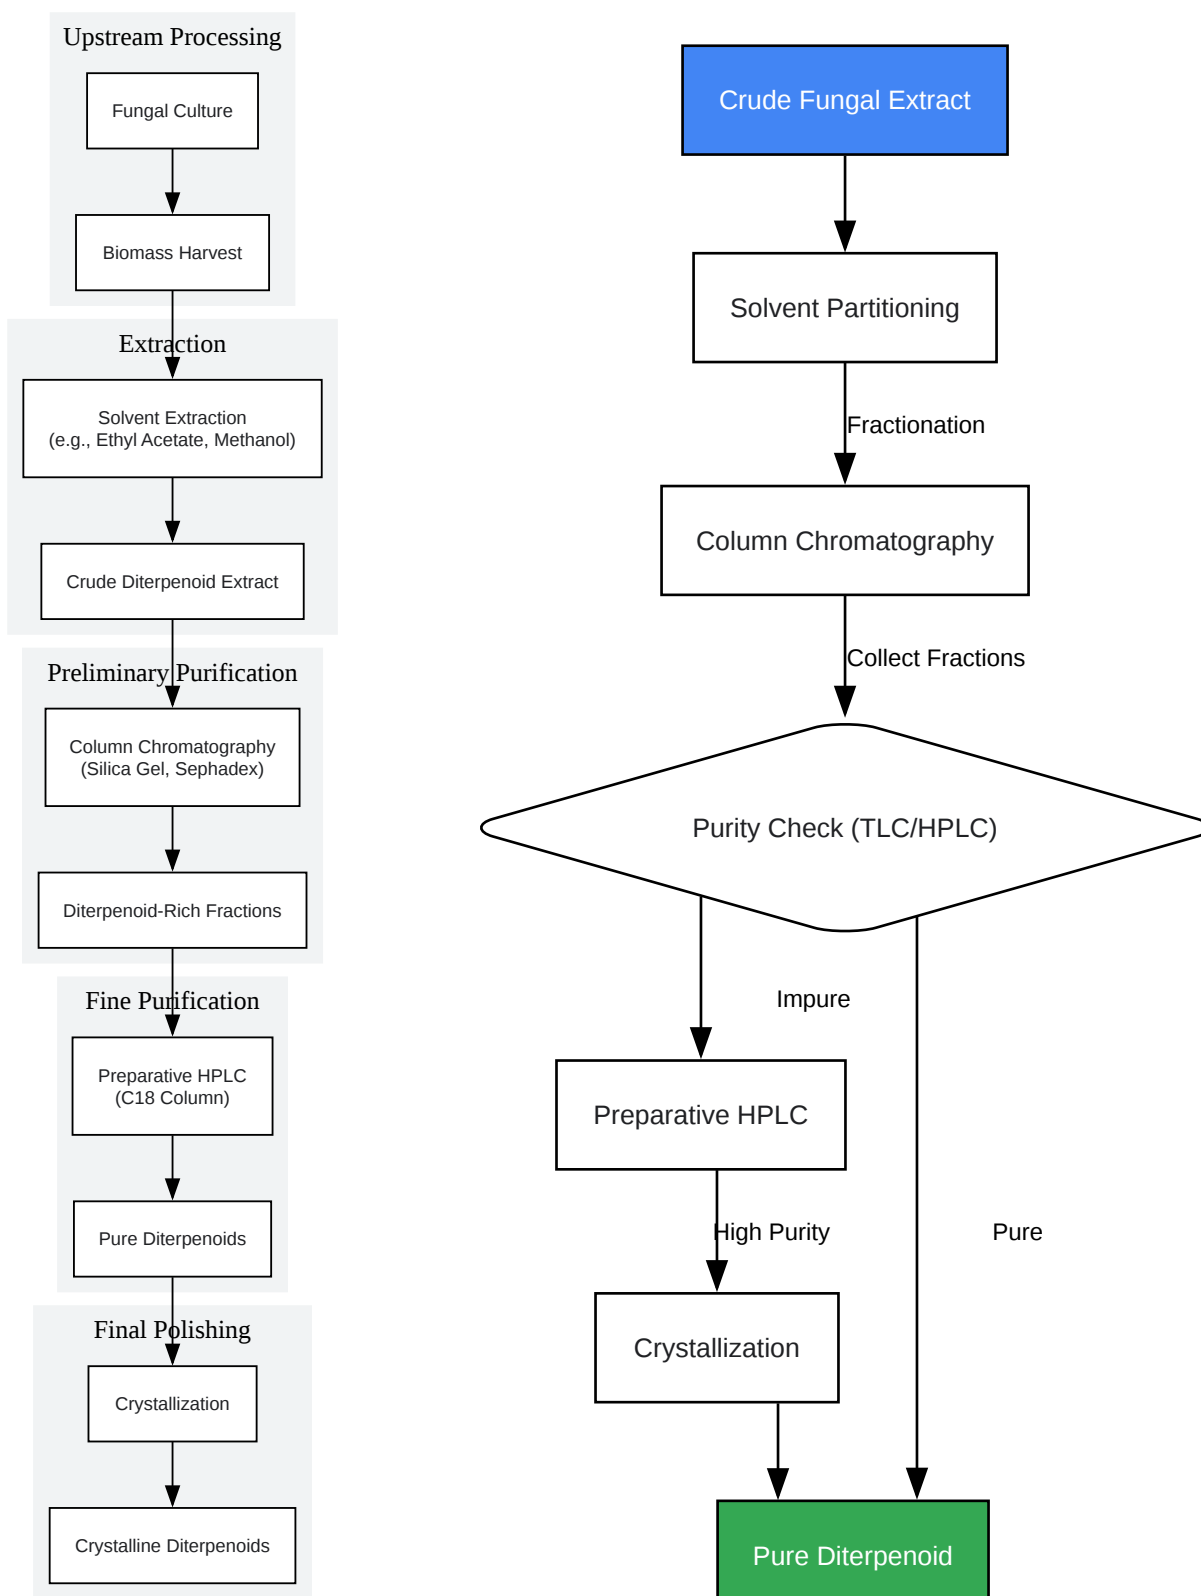 Upstream Processing
Fungal Culture
Biomass Harvest
Extraction
Solvent Extraction
(e.g., Ethyl Acetate, Methanol)
Crude Diterpenoid Extract
Preliminary Purification
Column Chromatography
(Silica Gel, Sephadex)
Diterpenoid-Rich Fractions
Fine Purification
Preparative HPLC
(C18 Column)
Pure Diterpenoids
Final Polishing
Crystallization
Crystalline Diterpenoids
Crude Fungal Extract
Solvent Partitioning
Fractionation
Column Chromatography
Collect Fractions
Purity Check (TLC/HPLC)
Impure
Preparative HPLC
High Purity
Pure
Crystallization
Pure Diterpenoid